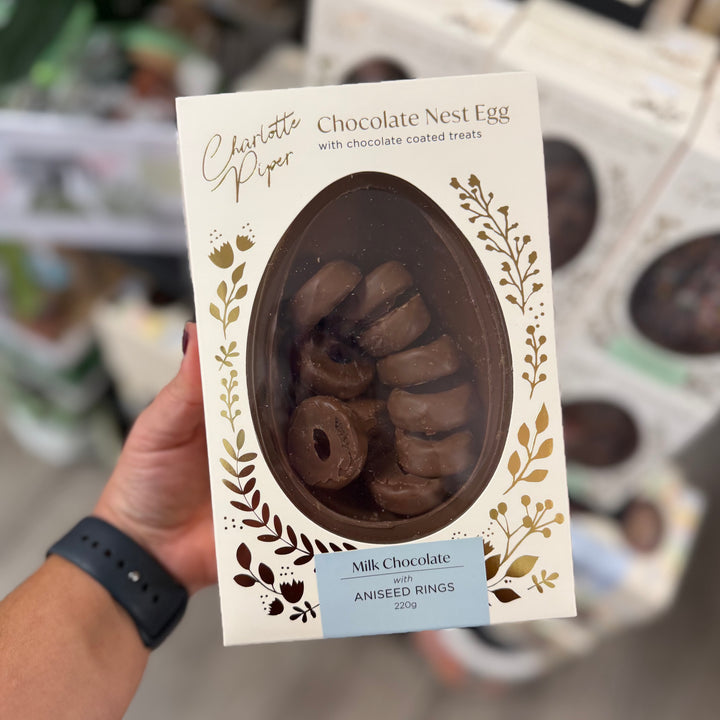 Charlotte
Piper
Chocolate Nest Egg
with chocolate coated treats
Milk Chocolate
with
ANISEED RINGS
220g